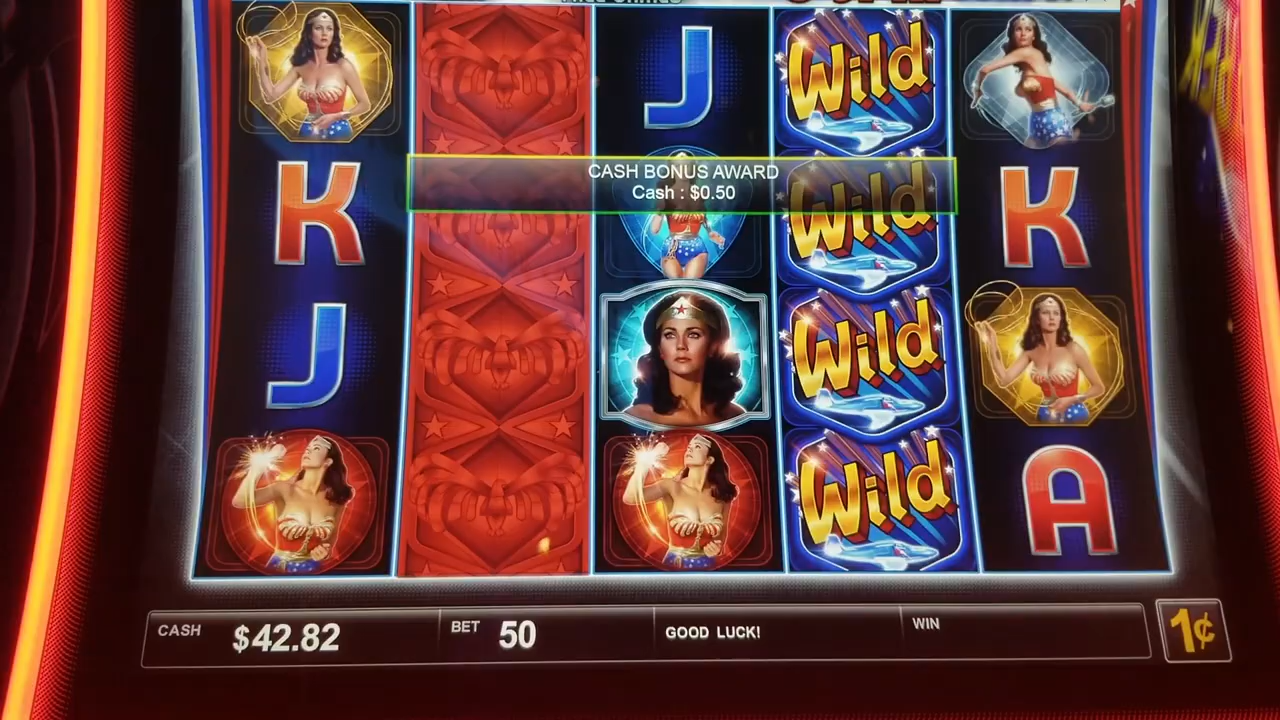 J
Wild
K
CASH BONUS AWARD
Cash : $0.50
Wild
K
J
Wild
Wild
A
CASH $42.82
BET 50
GOOD LUCK!
WIN
1¢